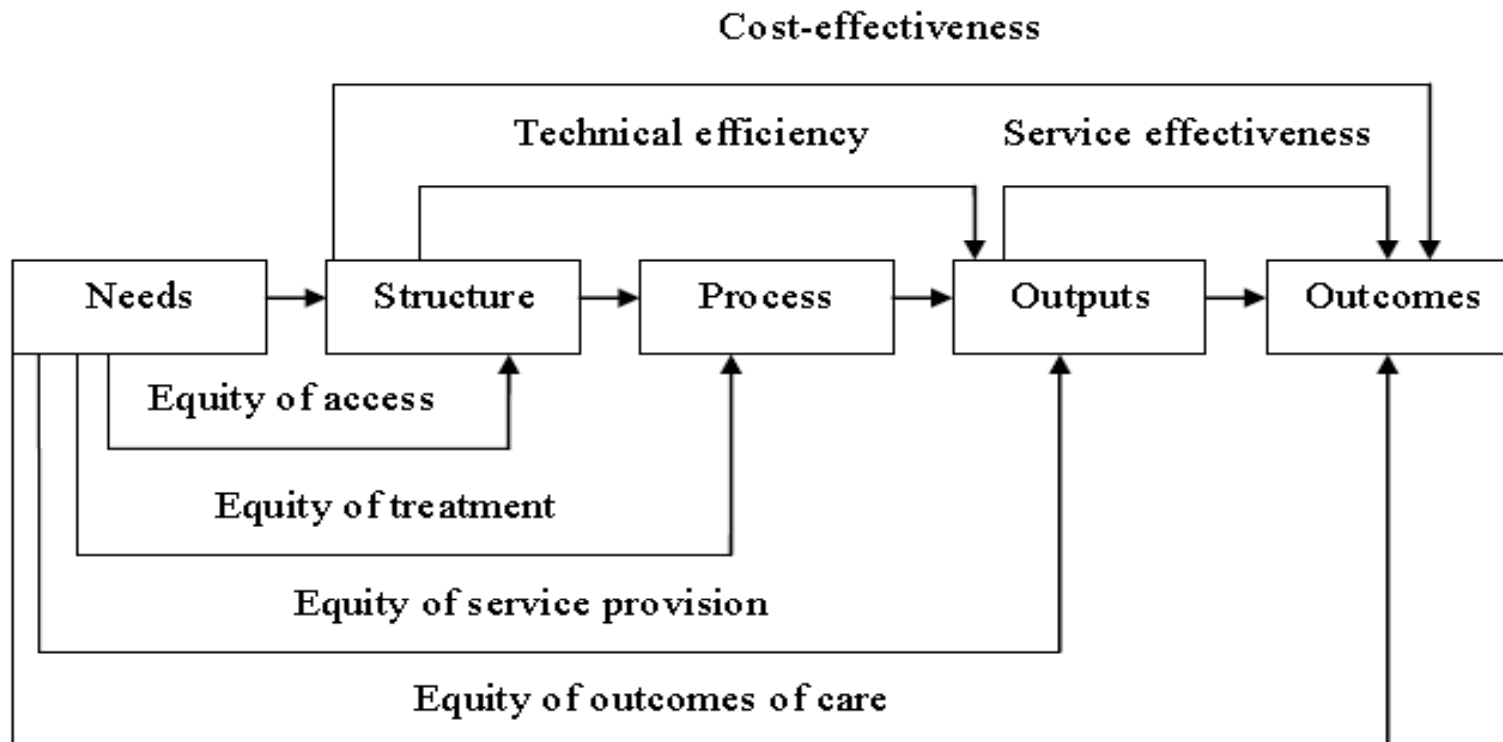 Cost-effectiveness
Technical efficiency
Service effectiveness
Needs
Structure
Process
Outputs
Outcomes
Equity of access
Equity of treatment
Equity of service provision
Equity of outcomes of care